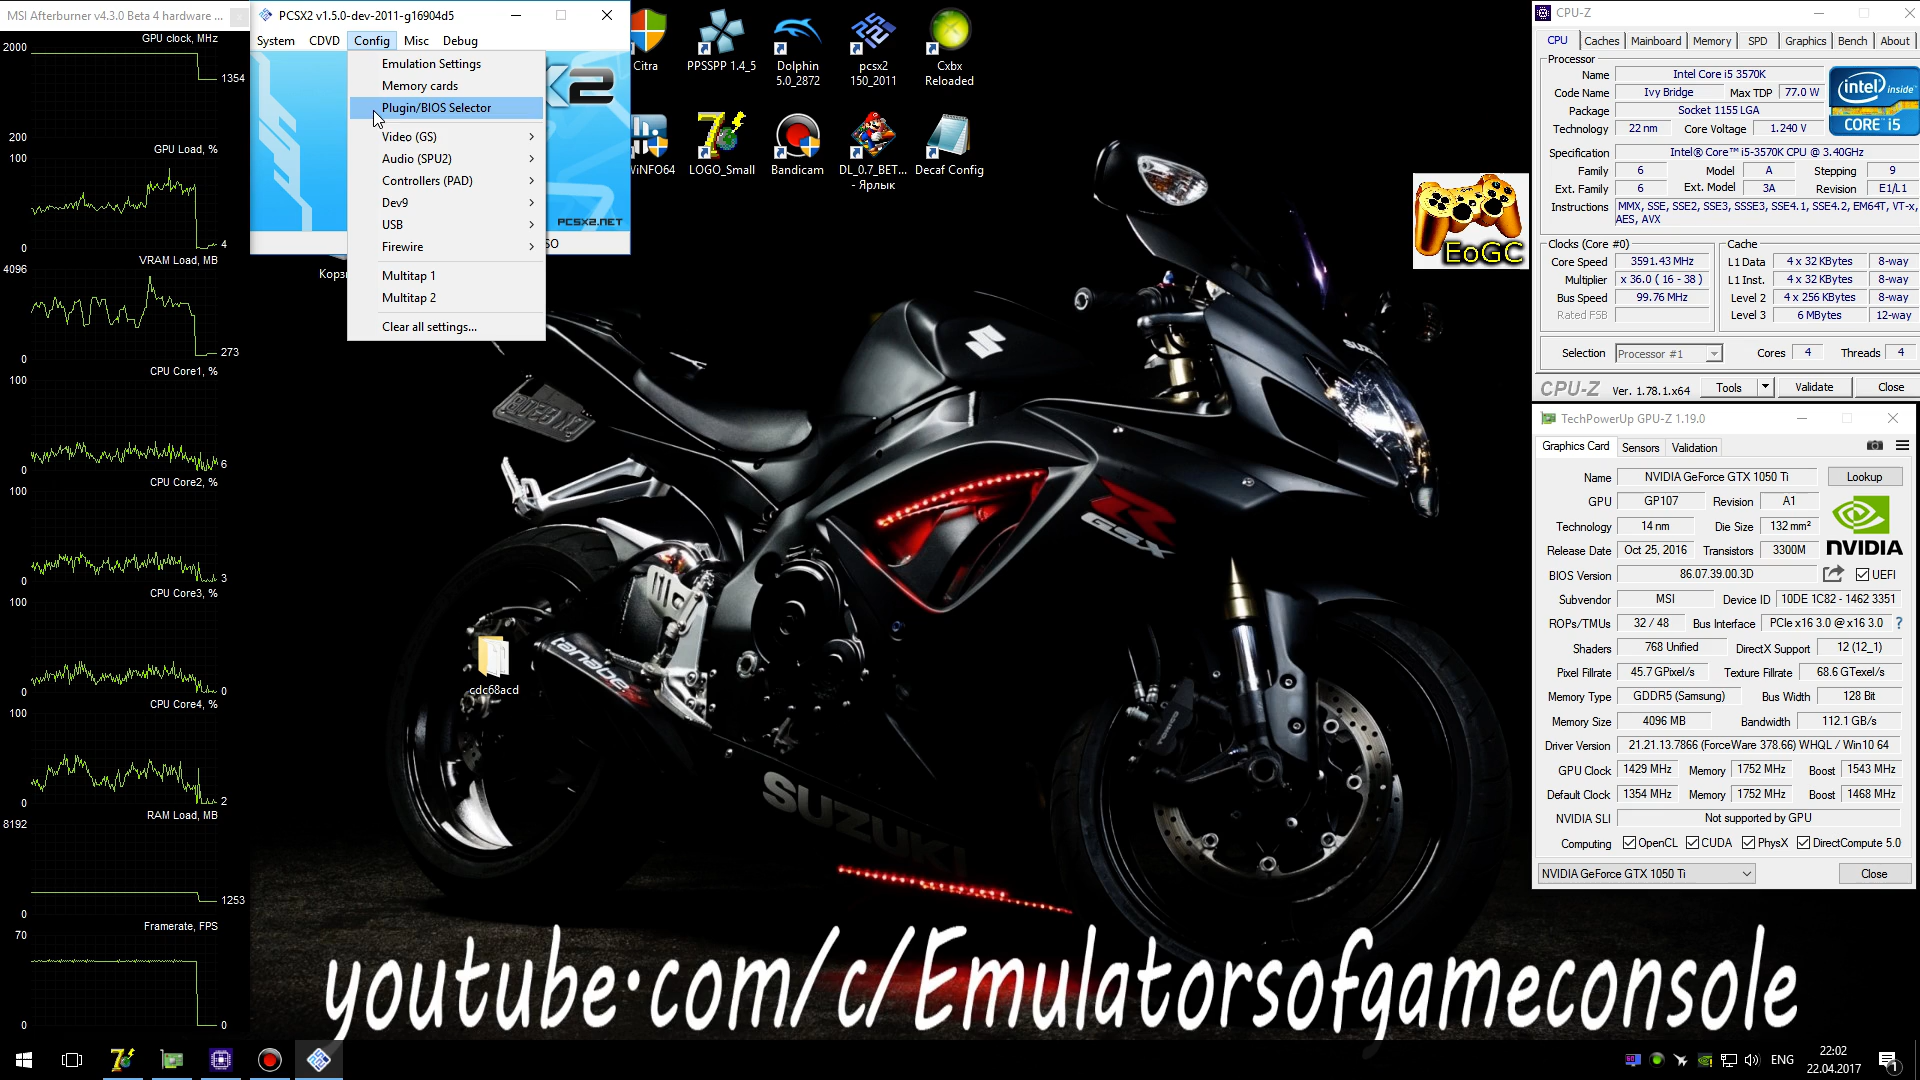 MSI Afterburner v4.3.0 Beta 4 hardware ...
GPU clock, MHz
2000
1354
200
GPU Load, %
100
4
0
VRAM Load, MB
4096
273
0
CPU Core1, %
100
6
0
CPU Core2, %
100
3
0
CPU Core3, %
100
0
0
CPU Core4, %
100
2
0
RAM Load, MB
8192
1253
0
Framerate, FPS
70
0
0
PCSX2 v1.5.0-dev-2011-g16904d5
System CDVD Config Misc Debug
Emulation Settings
Memory cards
Plugin/BIOS Selector
Video (GS)
Audio (SPU2)
Controllers (PAD)
Dev9
USB
Firewire
Multitap 1
Multitap 2
Clear all settings...
PCSX2.NET
Citra
PPSSPP 1.4_5
Dolphin 5.0_2872
pcsx2 150_2011
Cxbx Reloaded
LOGO_Small
Bandicam
DL_0.7_BET... - Ярлык
Decaf Config
cdc68acd
EoGC
SUZUKI
GSX
R
tanabe
youtube.com/c/Emulatorsofgameconsole
CPU-Z
CPU Caches Mainboard Memory SPD Graphics Bench About
Processor
Name Intel Core i5 3570K
Code Name Ivy Bridge Max TDP 77.0 W
Package Socket 1155 LGA
Technology 22 nm Core Voltage 1.240 V
intel inside CORE i5
Specification Intel® Core™ i5-3570K CPU @ 3.40GHz
Family 6 Model A Stepping 9
Ext. Family 6 Ext. Model 3A Revision E1/L1
Instructions MMX, SSE, SSE2, SSE3, SSSE3, SSE4.1, SSE4.2, EM64T, VT-x,
AES, AVX
Clocks (Core #0)
Core Speed 3591.43 MHz
Multiplier x 36.0 ( 16 - 38 )
Bus Speed 99.76 MHz
Rated FSB
Cache
L1 Data 4 x 32 KBytes 8-way
L1 Inst. 4 x 32 KBytes 8-way
Level 2 4 x 256 KBytes 8-way
Level 3 6 MBytes 12-way
Selection Processor #1 Cores 4 Threads 4
CPU-Z Ver. 1.78.1.x64 Tools Validate Close
TechPowerUp GPU-Z 1.19.0
Graphics Card Sensors Validation
Name NVIDIA GeForce GTX 1050 Ti Lookup
GPU GP107 Revision A1
Technology 14 nm Die Size 132 mm²
Release Date Oct 25, 2016 Transistors 3300M
NVIDIA
BIOS Version 86.07.39.00.3D UEFI
Subvendor MSI Device ID 10DE 1C82 - 1462 3351
ROPs/TMUs 32 / 48 Bus Interface PCIe x16 3.0 @ x16 3.0 ?
Shaders 768 Unified DirectX Support 12 (12_1)
Pixel Fillrate 45.7 GPixel/s Texture Fillrate 68.6 GTexel/s
Memory Type GDDR5 (Samsung) Bus Width 128 Bit
Memory Size 4096 MB Bandwidth 112.1 GB/s
Driver Version 21.21.13.7866 (ForceWare 378.66) WHQL / Win10 64
GPU Clock 1429 MHz Memory 1752 MHz Boost 1543 MHz
Default Clock 1354 MHz Memory 1752 MHz Boost 1468 MHz
NVIDIA SLI Not supported by GPU
Computing OpenCL CUDA PhysX DirectCompute 5.0
NVIDIA GeForce GTX 1050 Ti Close
ENG
22:02
22.04.2017
1